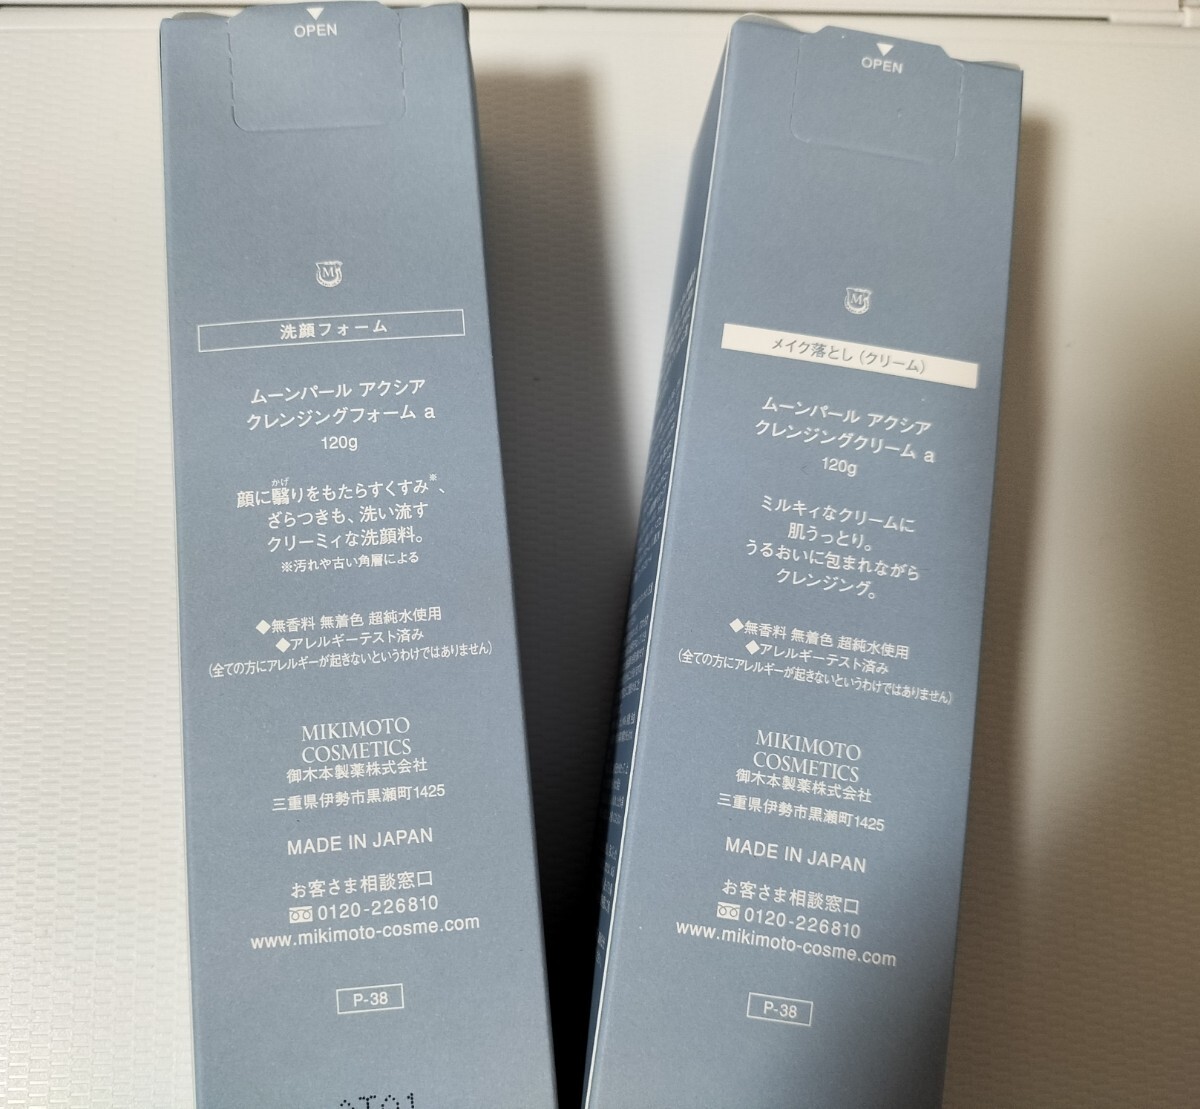 OPEN
M
洗顔フォーム
ムーンパール アクシア
クレンジングフォーム a
120g
かげ
顔に翳りをもたらすくすみ※、
ざらつきも、洗い流す
クリーミィな洗顔料。
※汚れや古い角層による
◆無香料 無着色 超純水使用
◆アレルギーテスト済み
(全ての方にアレルギーが起きないというわけではありません)
MIKIMOTO
COSMETICS
御木本製薬株式会社
三重県伊勢市黒瀬町1425
MADE IN JAPAN
お客さま相談窓口
0120-226810
www.mikimoto-cosme.com
P-38
OPEN
M
メイク落とし(クリーム)
ムーンパール アクシア
クレンジングクリーム a
120g
ミルキィなクリームに
肌うっとり。
うるおいに包まれながら
クレンジング。
◆無香料 無着色 超純水使用
◆アレルギーテスト済み
(全ての方にアレルギーが起きないというわけではありません)
MIKIMOTO
COSMETICS
御木本製薬株式会社
三重県伊勢市黒瀬町1425
MADE IN JAPAN
お客さま相談窓口
0120-226810
www.mikimoto-cosme.com
P-38